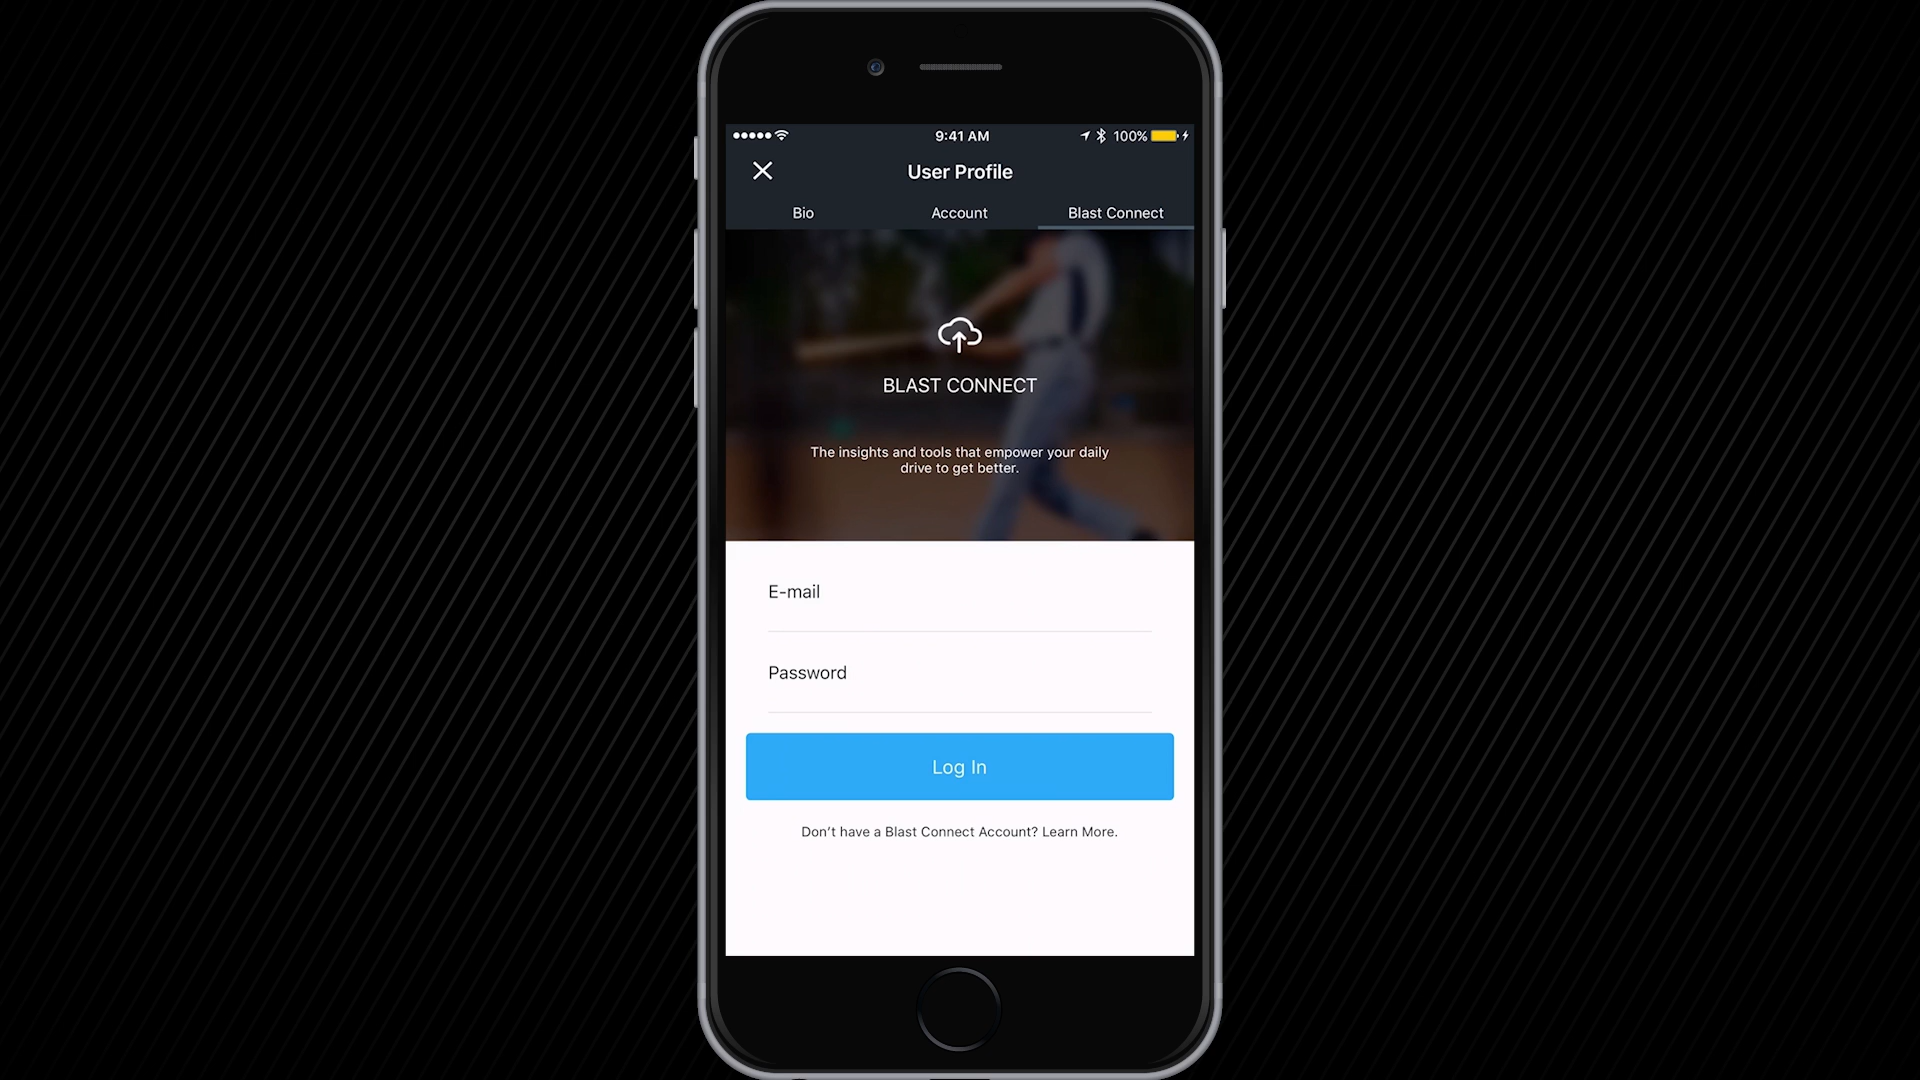 9:41 AM
100%
User Profile
Bio
Account
Blast Connect
BLAST CONNECT
The insights and tools that empower your daily
drive to get better.
E-mail
Password
Log In
Don't have a Blast Connect Account? Learn More.